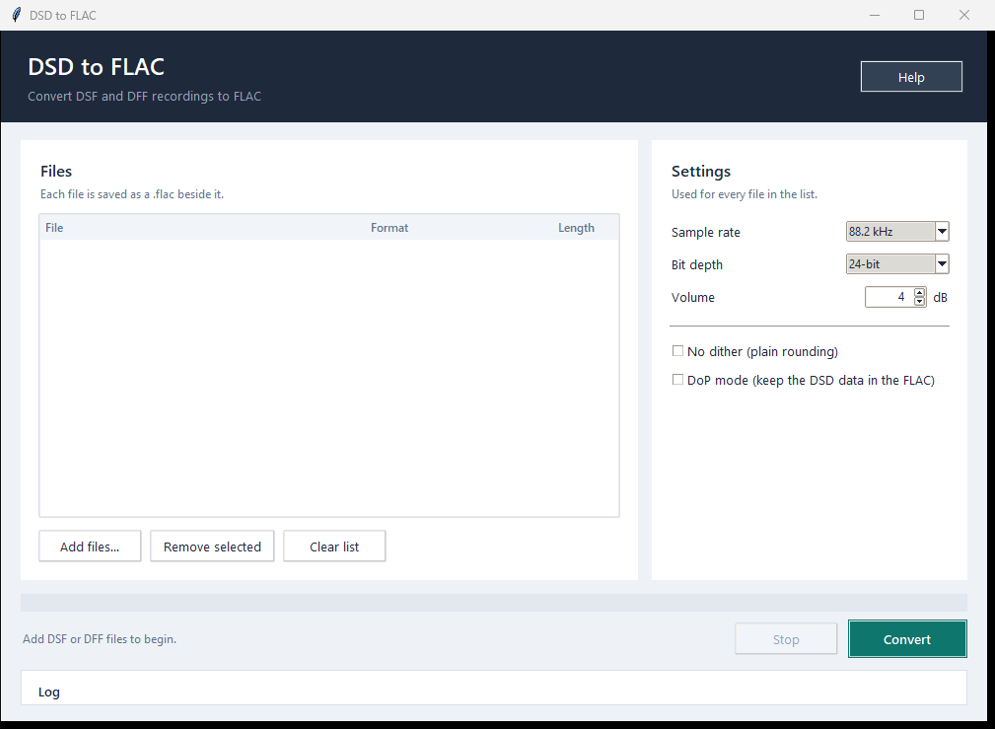 DSD to FLAC
DSD to FLAC
Convert DSF and DFF recordings to FLAC
Help
Files
Each file is saved as a .flac beside it.
File Format Length
Add files... Remove selected Clear list
Settings
Used for every file in the list.
Sample rate 88.2 kHz
Bit depth 24-bit
Volume 4 dB
No dither (plain rounding)
DoP mode (keep the DSD data in the FLAC)
Add DSF or DFF files to begin.
Stop Convert
Log